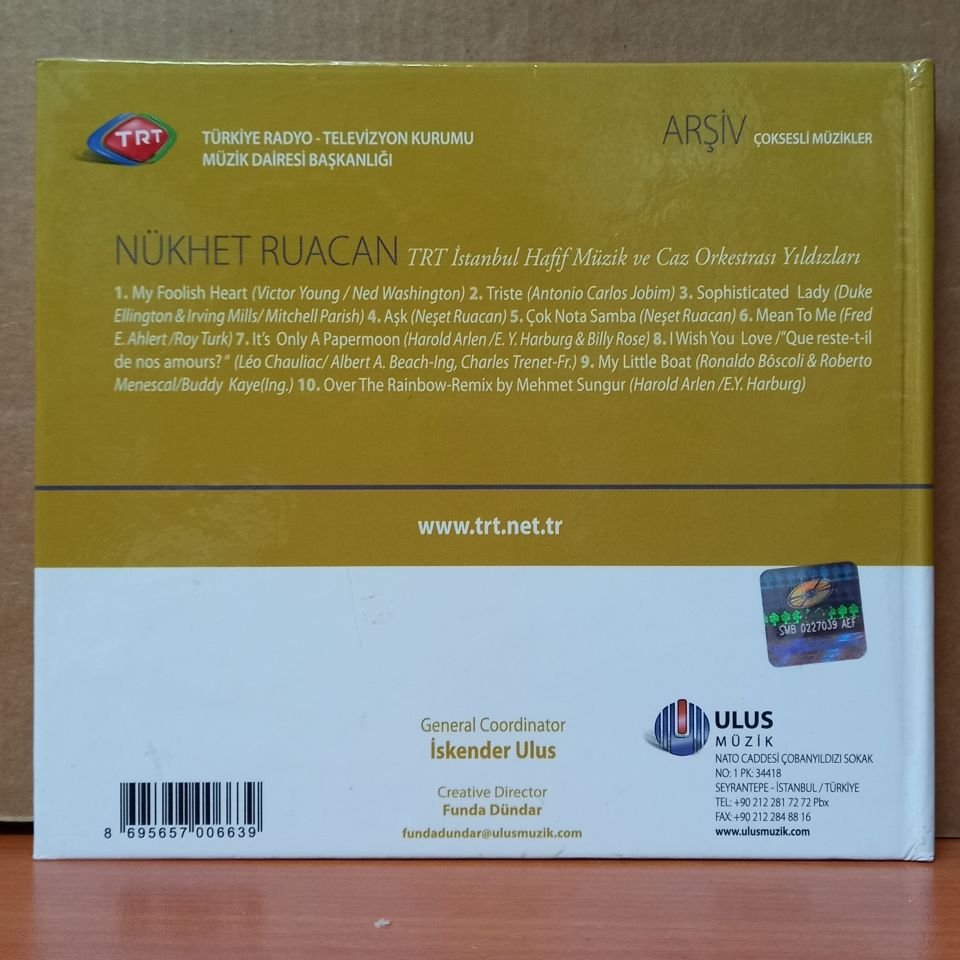 TRT
TÜRKİYE RADYO - TELEVİZYON KURUMU
MÜZİK DAİRESİ BAŞKANLIĞI
ARŞİV ÇOKSESLİ MÜZİKLER
NÜKHET RUACAN TRT İstanbul Hafif Müzik ve Caz Orkestrası Yıldızları
1. My Foolish Heart (Victor Young / Ned Washington) 2. Triste (Antonio Carlos Jobim) 3. Sophisticated Lady (Duke
Ellington & Irving Mills/ Mitchell Parish) 4. Aşk (Neşet Ruacan) 5. Çok Nota Samba (Neşet Ruacan) 6. Mean To Me (Fred
E. Ahlert /Roy Turk) 7. It's Only A Papermoon (Harold Arlen /E. Y. Harburg & Billy Rose) 8. I Wish You Love /"Que reste-t-il
de nos amours? " (Léo Chauliac/ Albert A. Beach-Ing, Charles Trenet-Fr.) 9. My Little Boat (Ronaldo Bôscoli & Roberto
Menescal/Buddy Kaye(Ing.) 10. Over The Rainbow-Remix by Mehmet Sungur (Harold Arlen /E.Y. Harburg)
www.trt.net.tr
SMB 0227039 AEF
General Coordinator
İskender Ulus
Creative Director
Funda Dündar
fundadundar@ulusmuzik.com
8 695657 006639
ULUS
MÜZİK
NATO CADDESİ ÇOBANYILDIZI SOKAK
NO: 1 PK: 34418
SEYRANTEPE - İSTANBUL / TÜRKİYE
TEL: +90 212 281 72 72 Pbx
FAX: +90 212 284 88 16
www.ulusmuzik.com